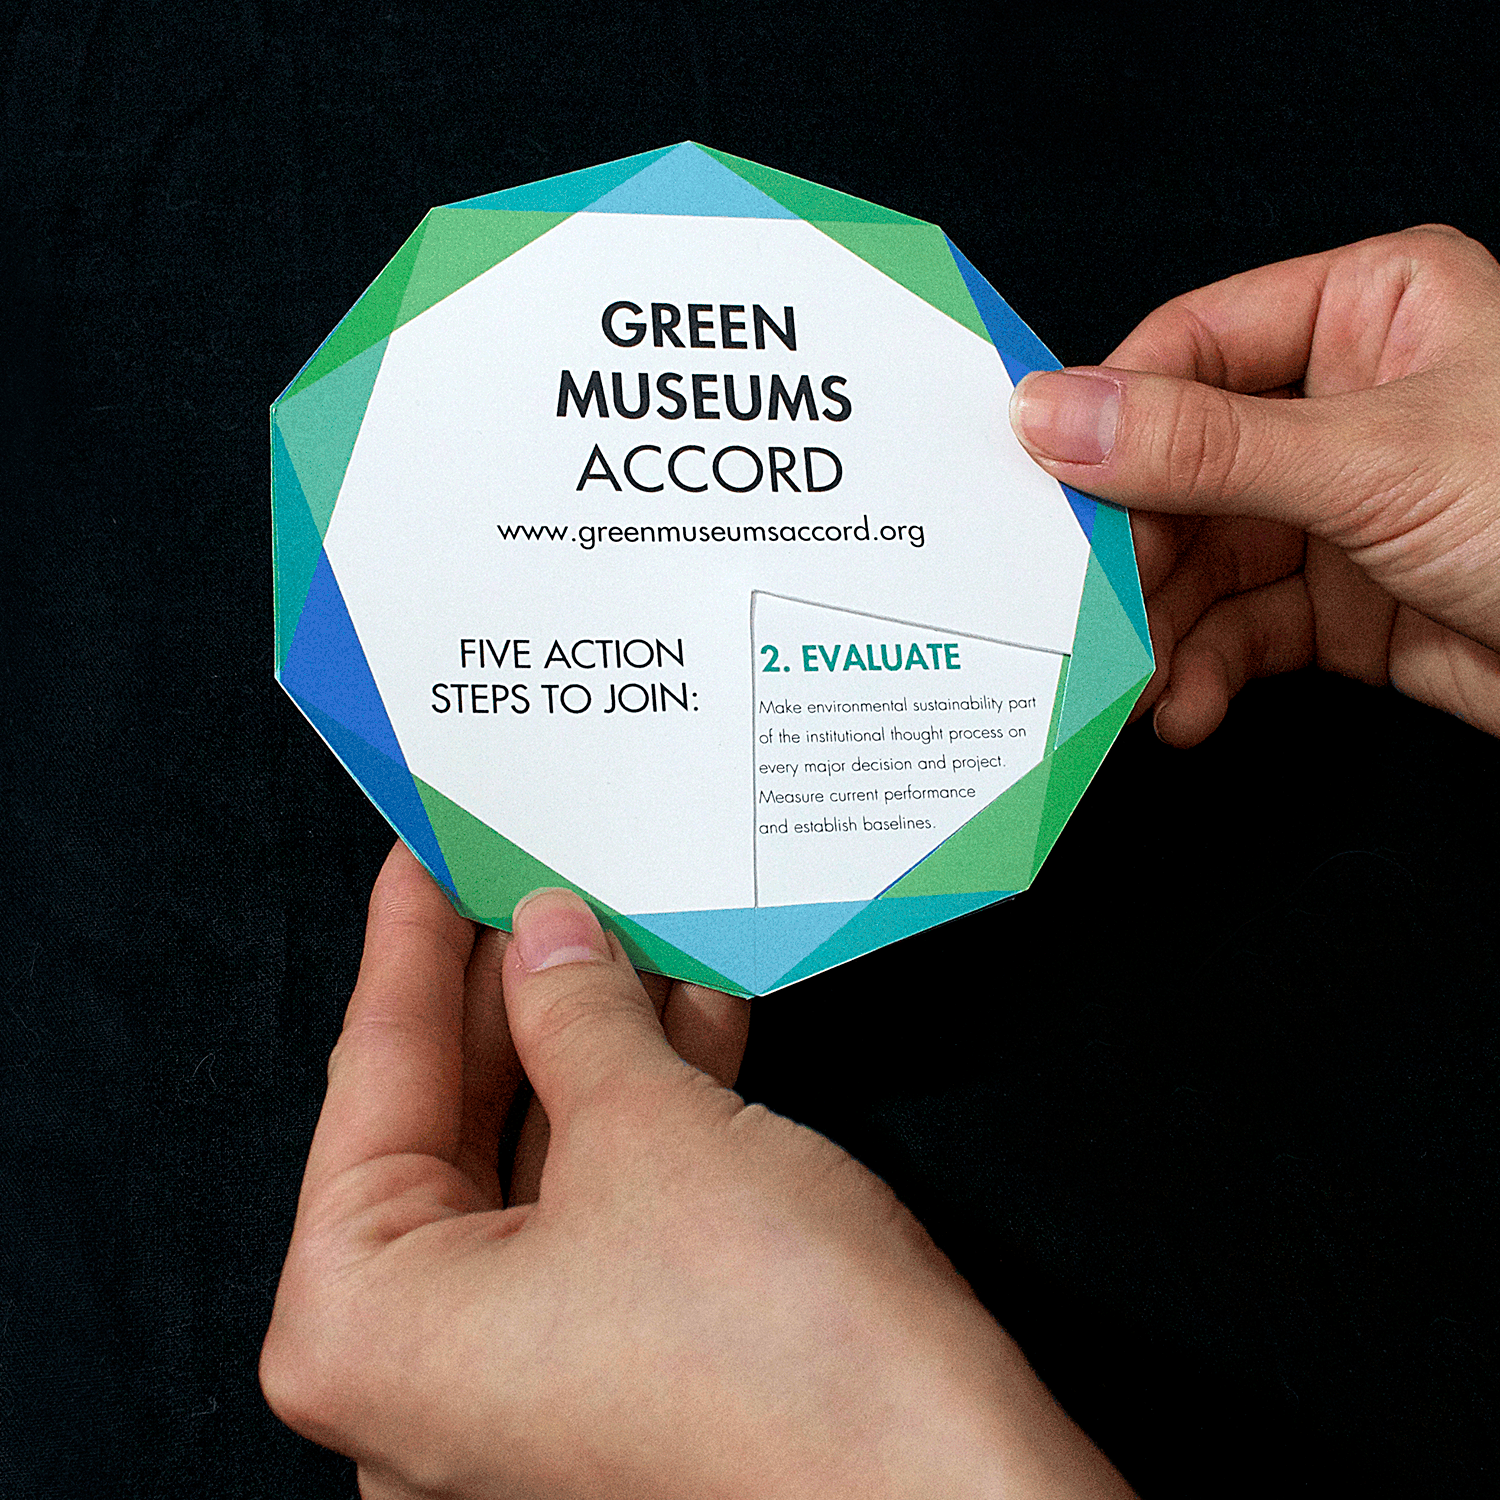 GREEN
MUSEUMS
ACCORD
www.greenmuseumsaccord.org
FIVE ACTION
STEPS TO JOIN:
2. EVALUATE
Make environmental sustainability part
of the institutional thought process on
every major decision and project.
Measure current performance
and establish baselines.